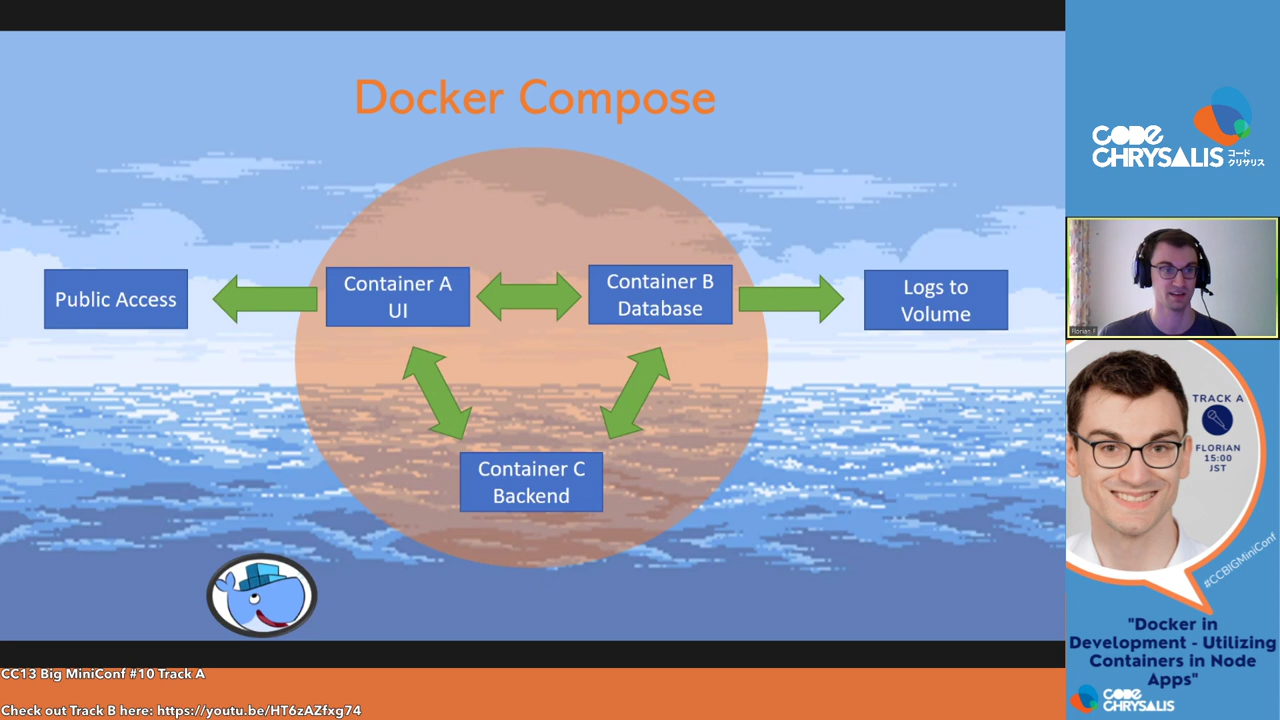 Docker Compose
Public Access
Container A
UI
Container B
Database
Logs to
Volume
Container C
Backend
CODE
CHRYSALIS
コード
クリサリス
Florian F
TRACK A
FLORIAN
15:00
JST
#CCBIGMiniConf
"Docker in
Development - Utilizing
Containers in Node
Apps"
CODE
CHRYSALIS
CC13 Big MiniConf #10 Track A
Check out Track B here: https://youtu.be/HT6zAZfxg74